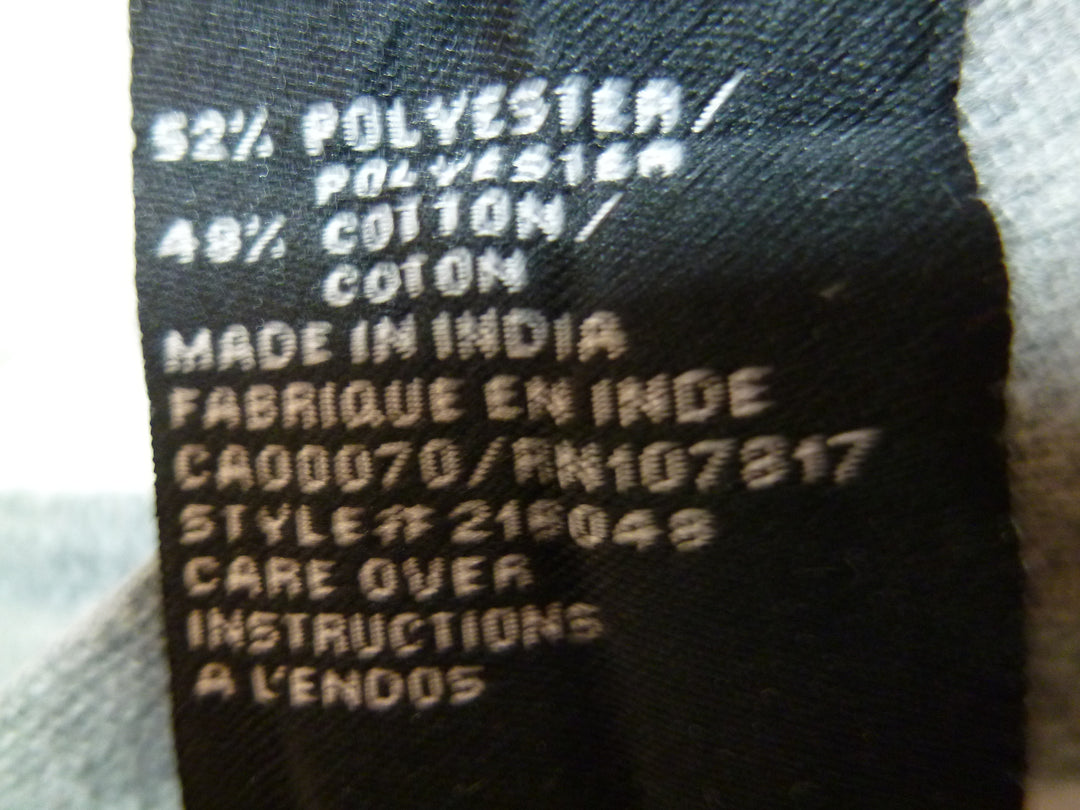 52% POLYESTER/
POLYESTER
48% COTTON/
COTON
MADE IN INDIA
FABRIQUE EN INDE
CA00070/RN107817
STYLE# 216048
CARE OVER
INSTRUCTIONS
A L'ENDOS